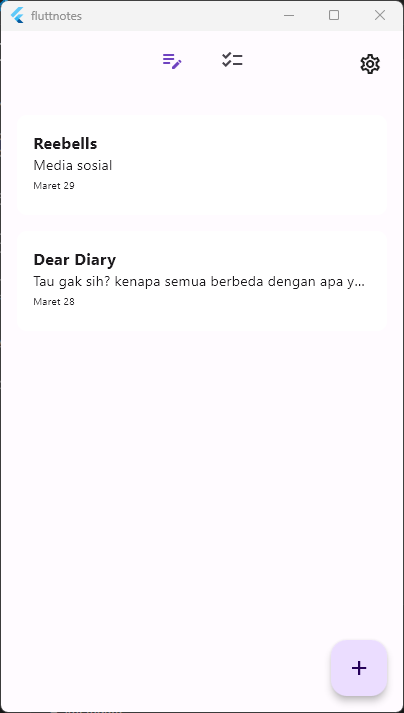 fluttnotes
Reebells
Media sosial
Maret 29
Dear Diary
Tau gak sih? kenapa semua berbeda dengan apa y...
Maret 28